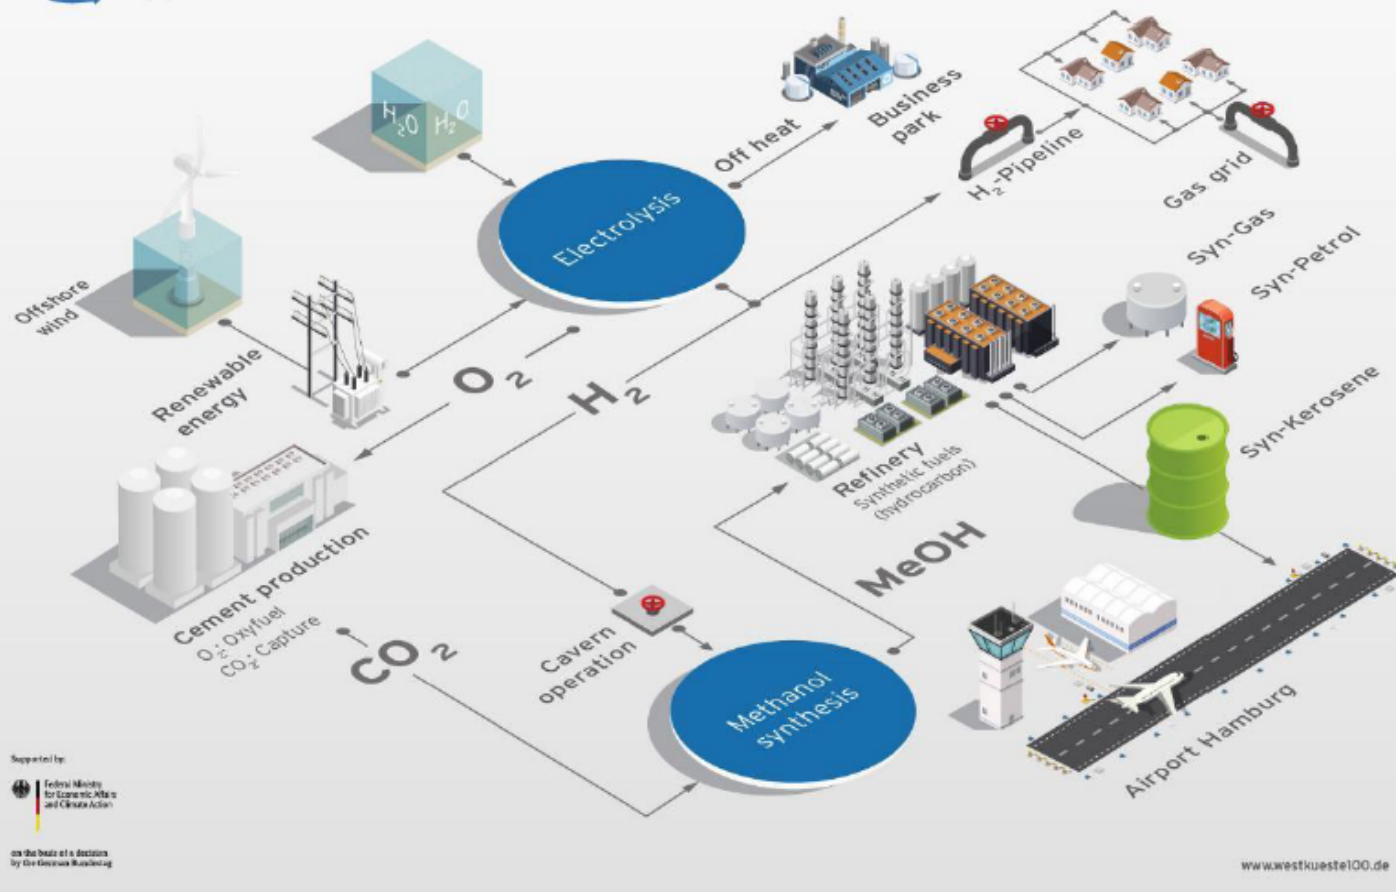 H₂O H₂O
Electrolysis
Off heat
Business
park
H₂-Pipeline
Gas grid
Offshore
wind
Renewable
energy
O₂
H₂
Syn-Gas
Syn-Petrol
Syn-Kerosene
Refinery
Synthetic fuels
(hydrocarbon)
Cement production
O₂: Oxyfuel
CO₂: Capture
CO₂
Cavern
operation
MeOH
Methanol
synthesis
Airport Hamburg
Supported by:
Federal Ministry
for Economic Affairs
and Climate Action
on the basis of a decision
by the German Bundestag
www.westkueste100.de